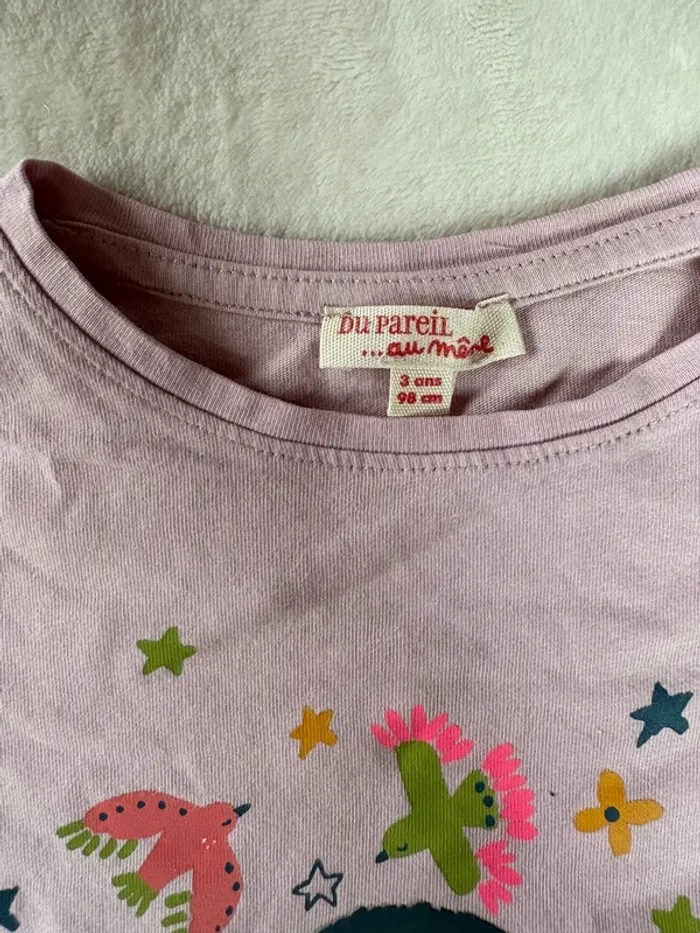 Du PareiL
...au même
3 ans
98 cm